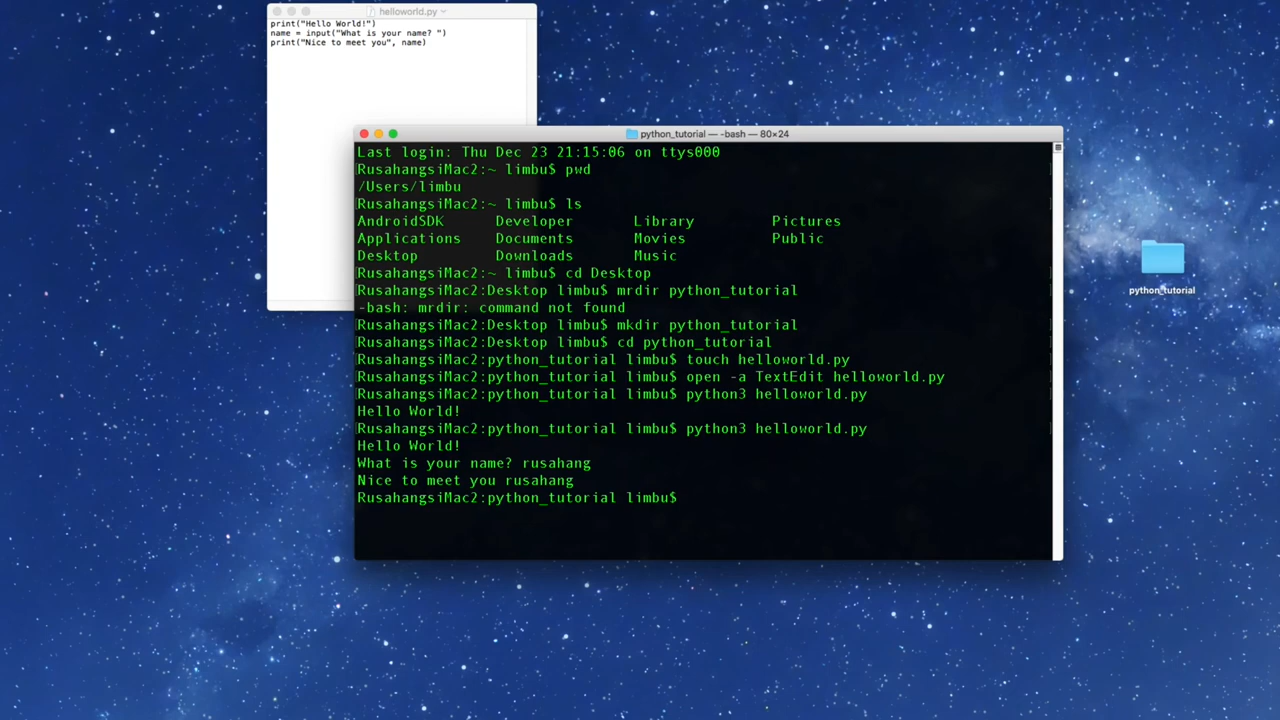 helloworld.py
print("Hello World!")
name = input("What is your name? ")
print("Nice to meet you", name)
python_tutorial — -bash — 80×24
Last login: Thu Dec 23 21:15:06 on ttys000
RusahangsiMac2:~ limbu$ pwd
/Users/limbu
RusahangsiMac2:~ limbu$ ls
AndroidSDK Developer Library Pictures
Applications Documents Movies Public
Desktop Downloads Music
RusahangsiMac2:~ limbu$ cd Desktop
RusahangsiMac2:Desktop limbu$ mrdir python_tutorial
-bash: mrdir: command not found
RusahangsiMac2:Desktop limbu$ mkdir python_tutorial
RusahangsiMac2:Desktop limbu$ cd python_tutorial
RusahangsiMac2:python_tutorial limbu$ touch helloworld.py
RusahangsiMac2:python_tutorial limbu$ open -a TextEdit helloworld.py
RusahangsiMac2:python_tutorial limbu$ python3 helloworld.py
Hello World!
RusahangsiMac2:python_tutorial limbu$ python3 helloworld.py
Hello World!
What is your name? rusahang
Nice to meet you rusahang
RusahangsiMac2:python_tutorial limbu$
python_tutorial